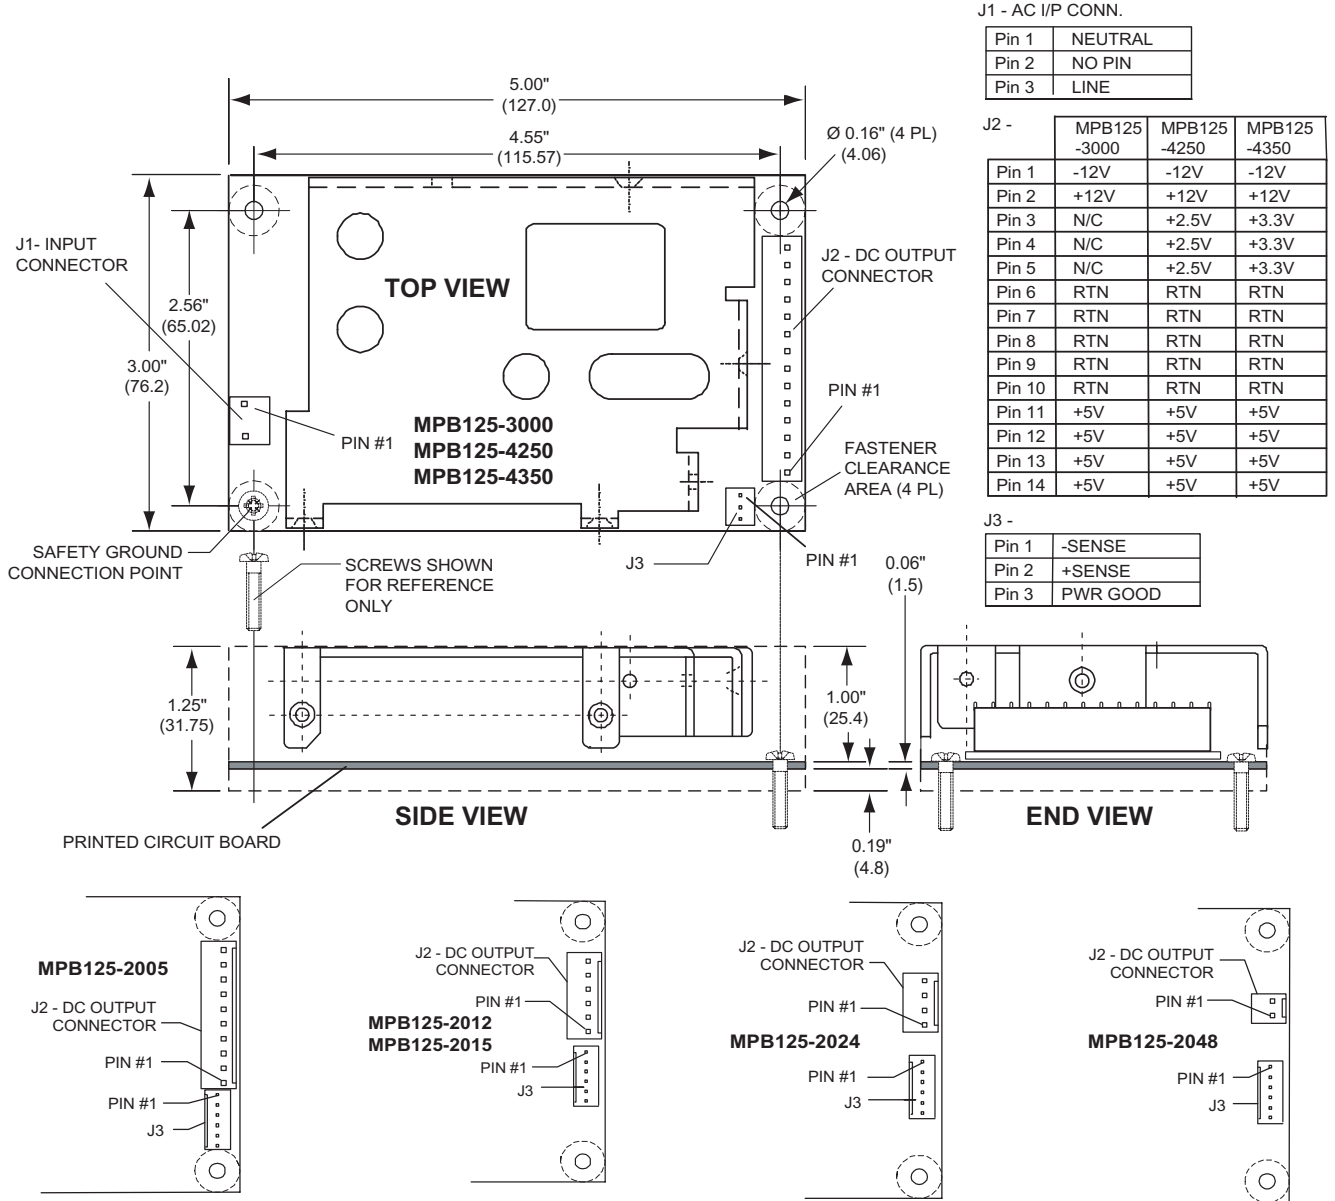 J1 - AC I/P CONN.
Pin 1 NEUTRAL
Pin 2 NO PIN
Pin 3 LINE
5.00"
(127.0)
4.55"
(115.57)
Ø 0.16" (4 PL)
(4.06)
J2 -
MPB125 MPB125 MPB125
-3000 -4250 -4350
Pin 1 -12V -12V -12V
Pin 2 +12V +12V +12V
Pin 3 N/C +2.5V +3.3V
Pin 4 N/C +2.5V +3.3V
Pin 5 N/C +2.5V +3.3V
Pin 6 RTN RTN RTN
Pin 7 RTN RTN RTN
Pin 8 RTN RTN RTN
Pin 9 RTN RTN RTN
Pin 10 RTN RTN RTN
Pin 11 +5V +5V +5V
Pin 12 +5V +5V +5V
Pin 13 +5V +5V +5V
Pin 14 +5V +5V +5V
J1- INPUT
CONNECTOR
TOP VIEW
J2 - DC OUTPUT
CONNECTOR
2.56"
(65.02)
3.00"
(76.2)
PIN #1
PIN #1
MPB125-3000
MPB125-4250
MPB125-4350
FASTENER
CLEARANCE
AREA (4 PL)
J3 -
Pin 1 -SENSE
Pin 2 +SENSE
Pin 3 PWR GOOD
SAFETY GROUND
CONNECTION POINT
SCREWS SHOWN
FOR REFERENCE
ONLY
J3
PIN #1
0.06"
(1.5)
1.25"
(31.75)
1.00"
(25.4)
SIDE VIEW
END VIEW
PRINTED CIRCUIT BOARD
0.19"
(4.8)
MPB125-2005
J2 - DC OUTPUT
CONNECTOR
PIN #1
PIN #1
J3
J2 - DC OUTPUT
CONNECTOR
PIN #1
MPB125-2012
MPB125-2015
PIN #1
J3
J2 - DC OUTPUT
CONNECTOR
PIN #1
MPB125-2024
PIN #1
J3
J2 - DC OUTPUT
CONNECTOR
PIN #1
MPB125-2048
PIN #1
J3